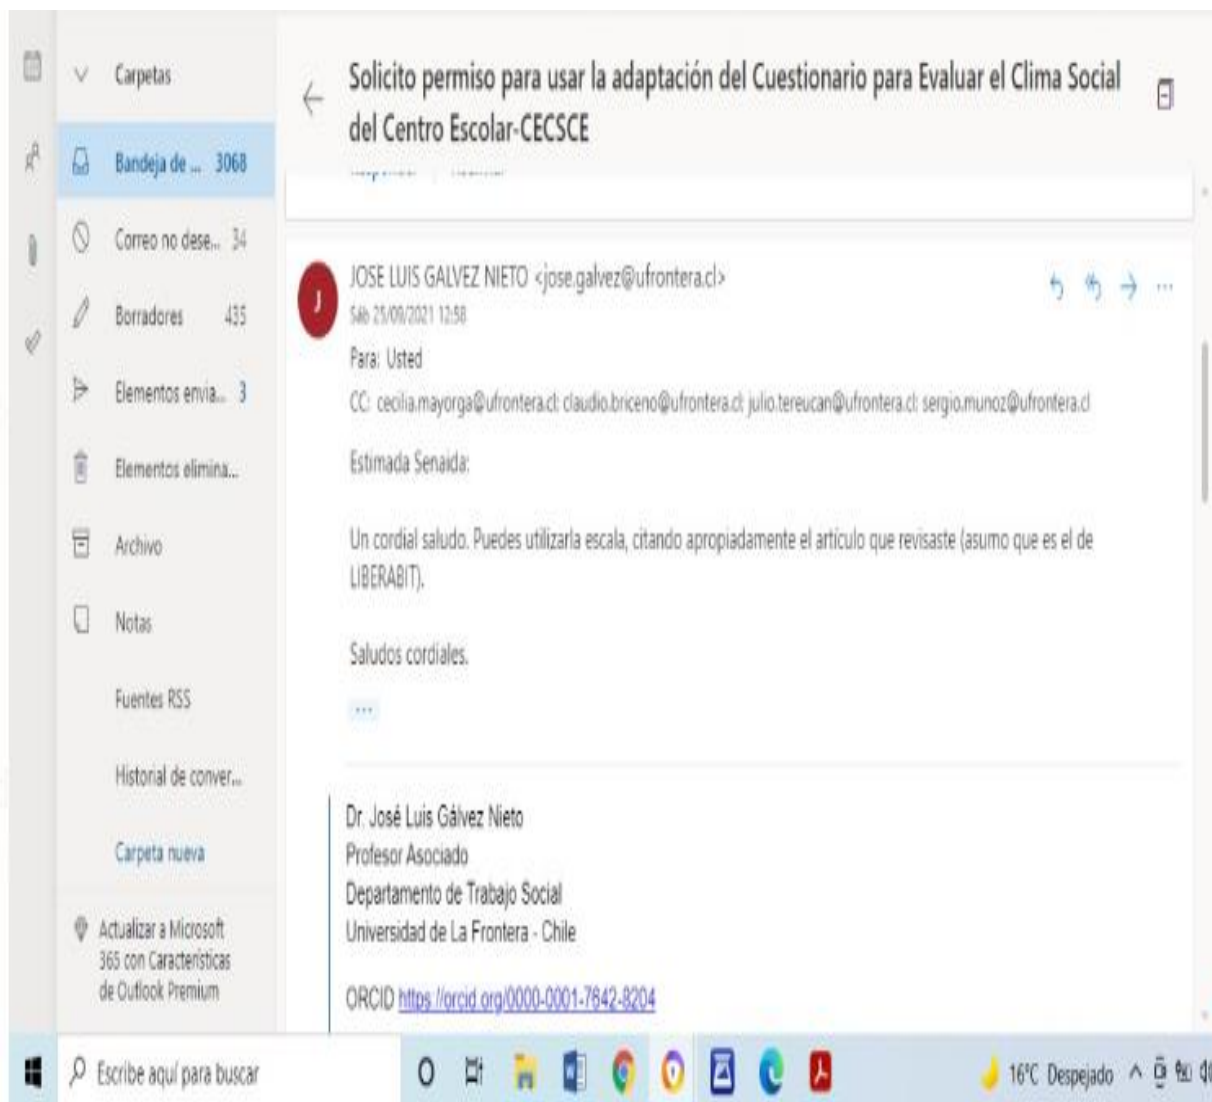 Carpetas
Bandeja de ... 3068
Correo no dese... 34
Borradores 435
Elementos envia... 3
Elementos elimina...
Archivo
Notas
Fuentes RSS
Historial de conver...
Carpeta nueva
Actualizar a Microsoft
365 con Características
de Outlook Premium
Solicito permiso para usar la adaptación del Cuestionario para Evaluar el Clima Social
del Centro Escolar-CECSCE
J
JOSE LUIS GALVEZ NIETO <jose.galvez@ufrontera.cl>
Sáb 25/09/2021 12:58
Para: Usted
CC: cecilia.mayorga@ufrontera.cl; claudio.briceno@ufrontera.cl; julio.tereucan@ufrontera.cl; sergio.munoz@ufrontera.cl
Estimada Senaida:
Un cordial saludo. Puedes utilizarla escala, citando apropiadamente el artículo que revisaste (asumo que es el de
LIBERABIT).
Saludos cordiales.
...
Dr. José Luis Gálvez Nieto
Profesor Asociado
Departamento de Trabajo Social
Universidad de La Frontera - Chile
ORCID https://orcid.org/0000-0001-7642-8204
Escribe aquí para buscar
16°C Despejado